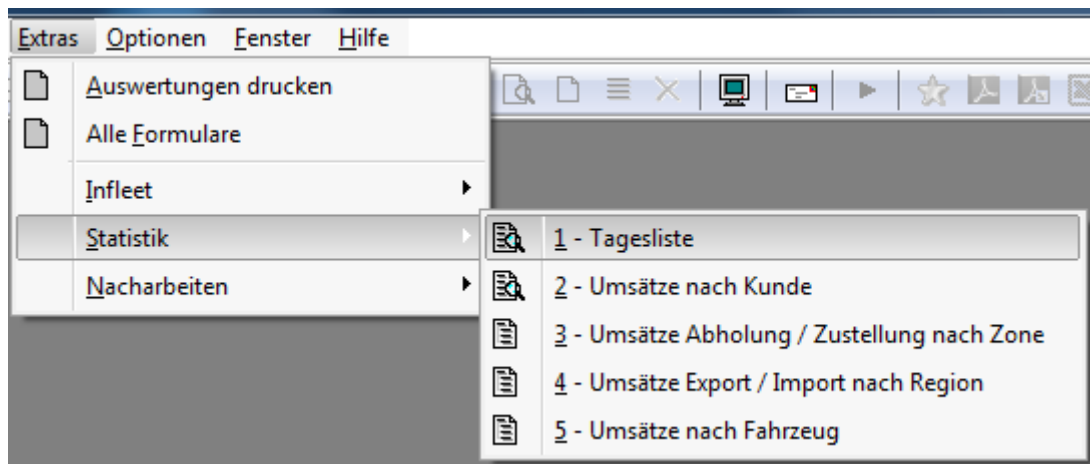 Extras Optionen Fenster Hilfe
Auswertungen drucken
Alle Formulare
Infleet
Statistik
Nacharbeiten
1 - Tagesliste
2 - Umsätze nach Kunde
3 - Umsätze Abholung / Zustellung nach Zone
4 - Umsätze Export / Import nach Region
5 - Umsätze nach Fahrzeug